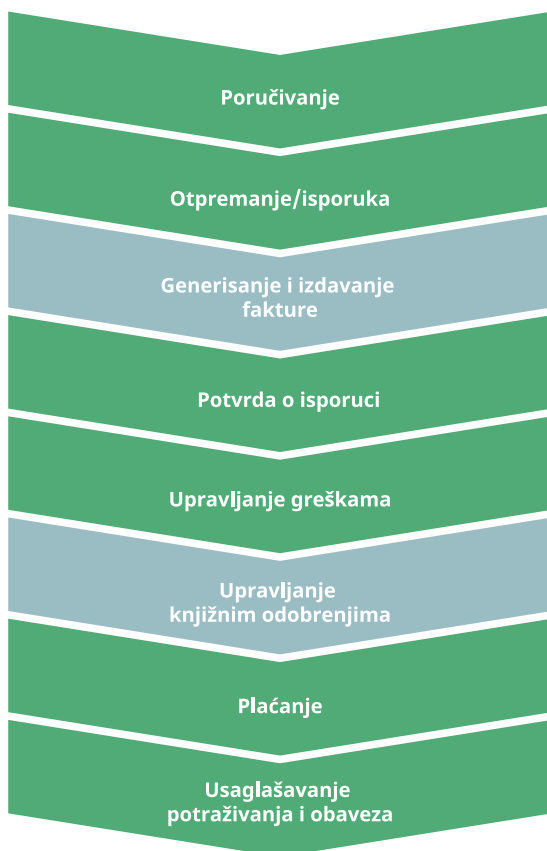 Poručivanje
Otpremanje/isporuka
Generisanje i izdavanje
fakture
Potvrda o isporuci
Upravljanje greškama
Upravljanje
knjižnim odobrenjima
Plaćanje
Usaglašavanje
potraživanja i obaveza